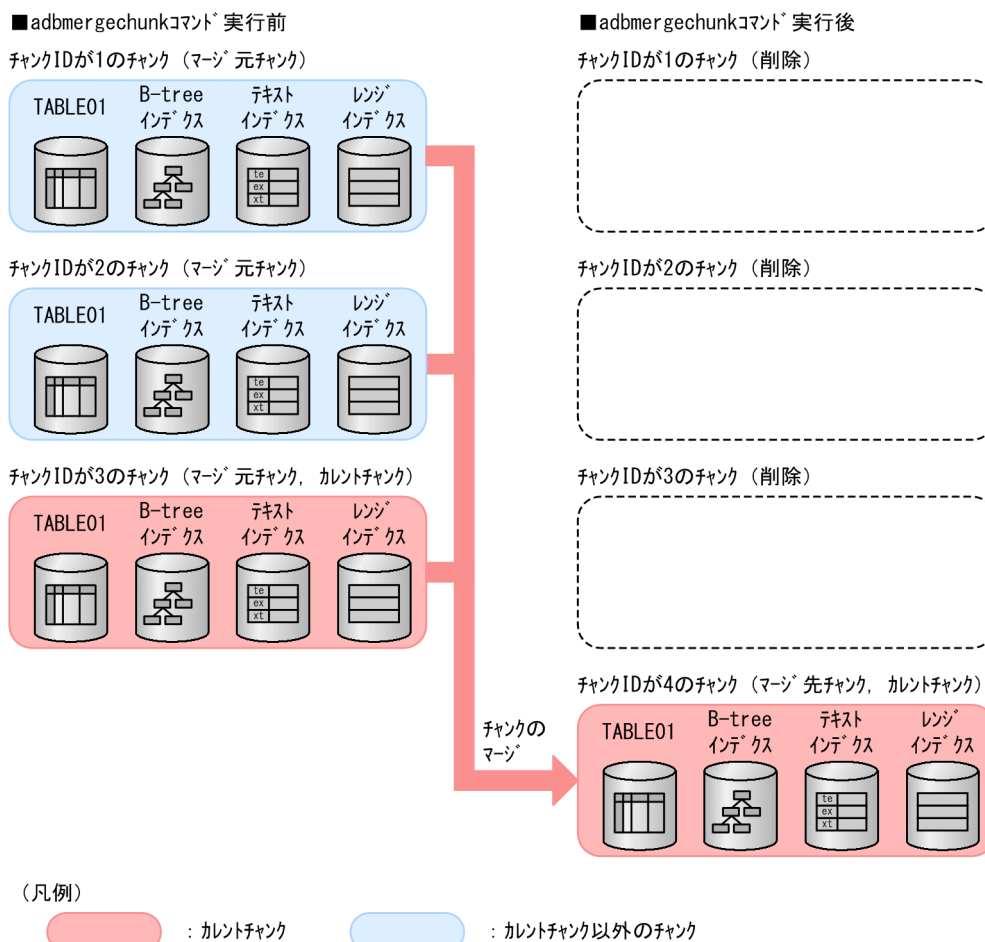 ■adbmergechunkｺﾏﾝﾄﾞ実行前
ﾁｬﾝｸIDが1のﾁｬﾝｸ（ﾏｰｼﾞ元ﾁｬﾝｸ）
TABLE01
B-tree
ｲﾝﾃﾞｸｽ
ﾃｷｽﾄ
ｲﾝﾃﾞｸｽ
ﾚﾝｼﾞ
ｲﾝﾃﾞｸｽ
te
ex
xt
ﾁｬﾝｸIDが2のﾁｬﾝｸ（ﾏｰｼﾞ元ﾁｬﾝｸ）
TABLE01
B-tree
ｲﾝﾃﾞｸｽ
ﾃｷｽﾄ
ｲﾝﾃﾞｸｽ
ﾚﾝｼﾞ
ｲﾝﾃﾞｸｽ
te
ex
xt
ﾁｬﾝｸIDが3のﾁｬﾝｸ（ﾏｰｼﾞ元ﾁｬﾝｸ, ｶﾚﾝﾄﾁｬﾝｸ）
TABLE01
B-tree
ｲﾝﾃﾞｸｽ
ﾃｷｽﾄ
ｲﾝﾃﾞｸｽ
ﾚﾝｼﾞ
ｲﾝﾃﾞｸｽ
te
ex
xt
ﾁｬﾝｸの
ﾏｰｼﾞ
■adbmergechunkｺﾏﾝﾄﾞ実行後
ﾁｬﾝｸIDが1のﾁｬﾝｸ（削除）
ﾁｬﾝｸIDが2のﾁｬﾝｸ（削除）
ﾁｬﾝｸIDが3のﾁｬﾝｸ（削除）
ﾁｬﾝｸIDが4のﾁｬﾝｸ（ﾏｰｼﾞ先ﾁｬﾝｸ, ｶﾚﾝﾄﾁｬﾝｸ）
TABLE01
B-tree
ｲﾝﾃﾞｸｽ
ﾃｷｽﾄ
ｲﾝﾃﾞｸｽ
ﾚﾝｼﾞ
ｲﾝﾃﾞｸｽ
te
ex
xt
（凡例）
：ｶﾚﾝﾄﾁｬﾝｸ
：ｶﾚﾝﾄﾁｬﾝｸ以外のﾁｬﾝｸ